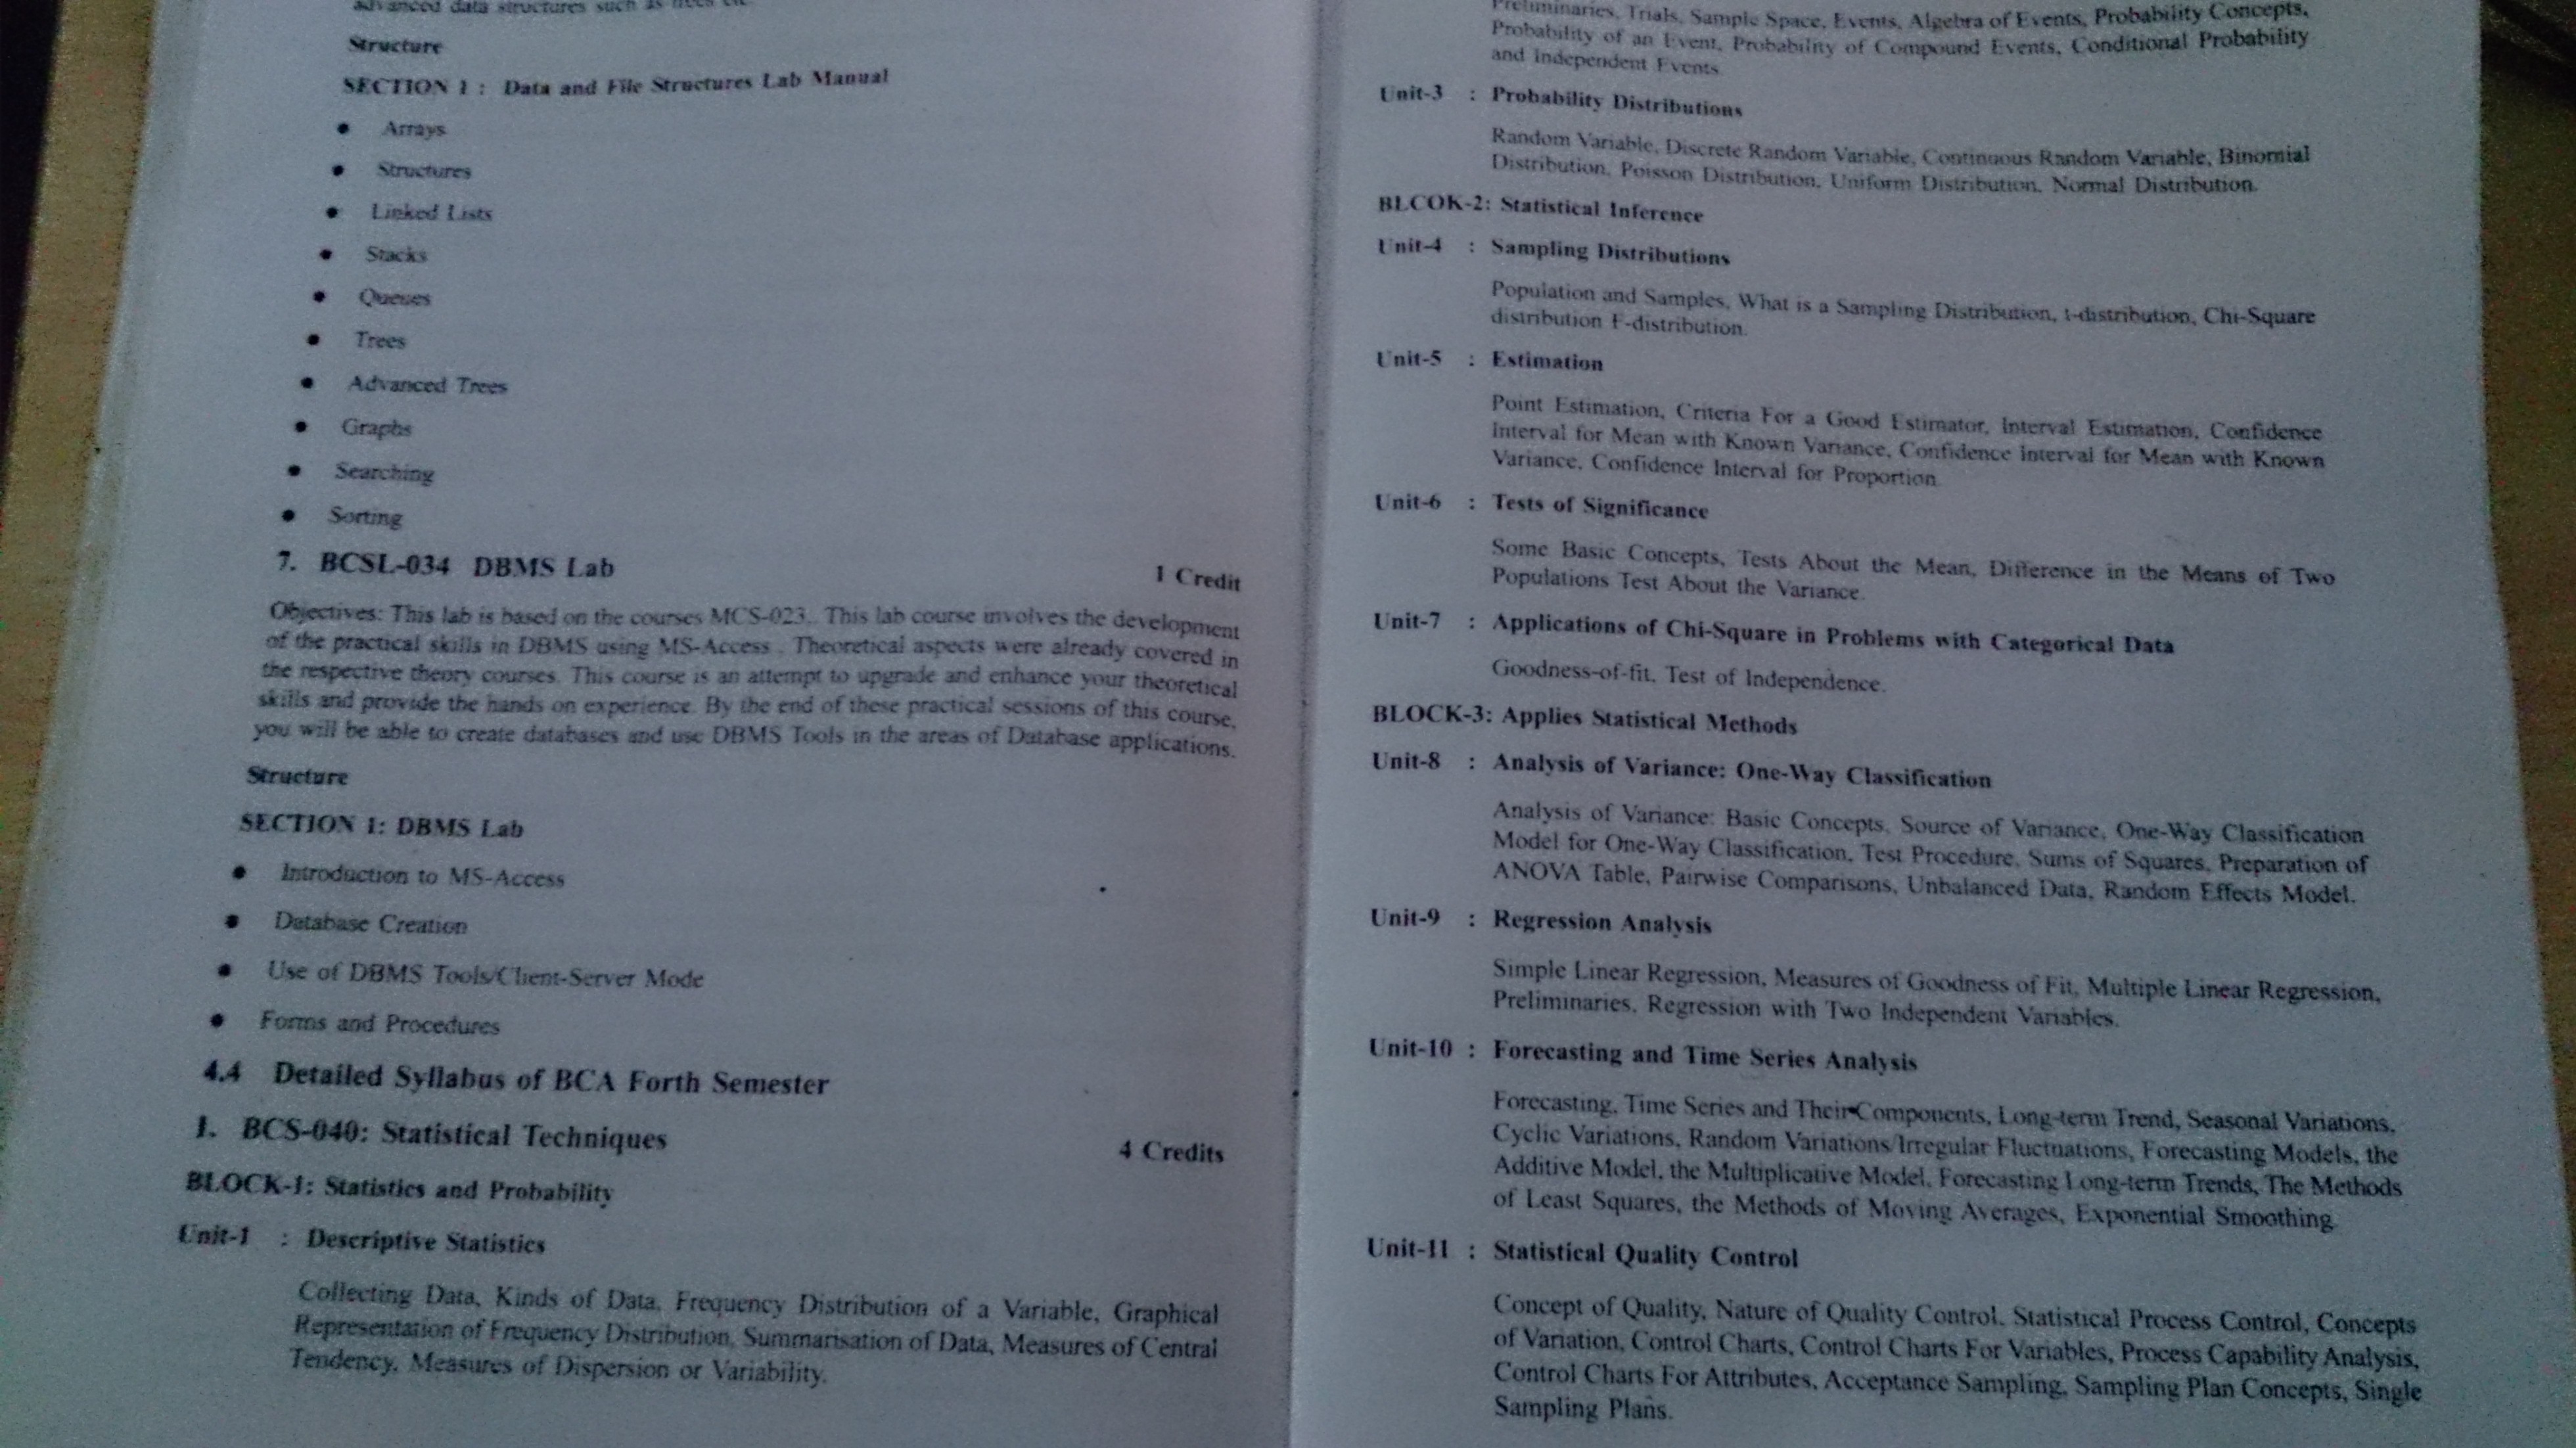 advanced data structures such as trees etc
Structure
SECTION 1 : Data and File Structures Lab Manual
● Arrays
● Structures
● Linked Lists
● Stacks
● Queues
● Trees
● Advanced Trees
● Graphs
● Searching
● Sorting
7. BCSL-034 DBMS Lab 1 Credit
Objectives: This lab is based on the courses MCS-023. This lab course involves the development
of the practical skills in DBMS using MS-Access . Theoretical aspects were already covered in
the respective theory courses. This course is an attempt to upgrade and enhance your theoretical
skills and provide the hands on experience. By the end of these practical sessions of this course,
you will be able to create databases and use DBMS Tools in the areas of Database applications.
Structure
SECTION 1: DBMS Lab
● Introduction to MS-Access
● Database Creation
● Use of DBMS Tools/Client-Server Mode
● Forms and Procedures
4.4 Detailed Syllabus of BCA Forth Semester
1. BCS-040: Statistical Techniques 4 Credits
BLOCK-1: Statistics and Probability
Unit-1 : Descriptive Statistics
Collecting Data, Kinds of Data, Frequency Distribution of a Variable, Graphical
Representation of Frequency Distribution, Summarisation of Data, Measures of Central
Tendency, Measures of Dispersion or Variability.
Preliminaries, Trials, Sample Space, Events, Algebra of Events, Probability Concepts,
Probability of an Event, Probability of Compound Events, Conditional Probability
and Independent Events
Unit-3 : Probability Distributions
Random Variable, Discrete Random Variable, Continuous Random Variable, Binomial
Distribution, Poisson Distribution, Uniform Distribution, Normal Distribution.
BLCOK-2: Statistical Inference
Unit-4 : Sampling Distributions
Population and Samples, What is a Sampling Distribution, t-distribution, Chi-Square
distribution F-distribution.
Unit-5 : Estimation
Point Estimation, Criteria For a Good Estimator, Interval Estimation, Confidence
Interval for Mean with Known Variance, Confidence interval for Mean with Known
Variance, Confidence Interval for Proportion
Unit-6 : Tests of Significance
Some Basic Concepts, Tests About the Mean, Difference in the Means of Two
Populations Test About the Variance.
Unit-7 : Applications of Chi-Square in Problems with Categorical Data
Goodness-of-fit, Test of Independence.
BLOCK-3: Applies Statistical Methods
Unit-8 : Analysis of Variance: One-Way Classification
Analysis of Variance: Basic Concepts, Source of Variance, One-Way Classification
Model for One-Way Classification, Test Procedure, Sums of Squares, Preparation of
ANOVA Table, Pairwise Comparisons, Unbalanced Data, Random Effects Model.
Unit-9 : Regression Analysis
Simple Linear Regression, Measures of Goodness of Fit, Multiple Linear Regression,
Preliminaries, Regression with Two Independent Variables.
Unit-10 : Forecasting and Time Series Analysis
Forecasting, Time Series and Their Components, Long-term Trend, Seasonal Variations,
Cyclic Variations, Random Variations/Irregular Fluctuations, Forecasting Models, the
Additive Model, the Multiplicative Model, Forecasting Long-term Trends, The Methods
of Least Squares, the Methods of Moving Averages, Exponential Smoothing
Unit-11 : Statistical Quality Control
Concept of Quality, Nature of Quality Control, Statistical Process Control, Concepts
of Variation, Control Charts, Control Charts For Variables, Process Capability Analysis,
Control Charts For Attributes, Acceptance Sampling, Sampling Plan Concepts, Single
Sampling Plans.